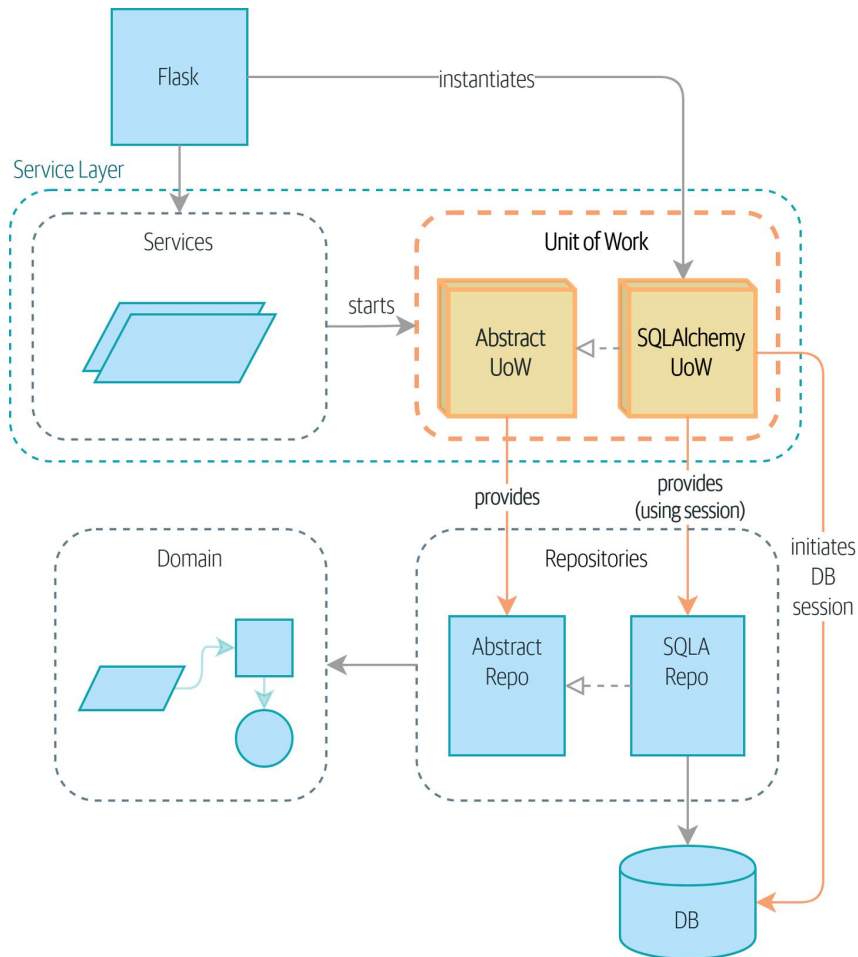 Flask
instantiates
Service Layer
Services
Unit of Work
starts
Abstract
UoW
SQLAlchemy
UoW
provides
provides
(using session)
initiates
DB
session
Domain
Repositories
Abstract
Repo
SQLA
Repo
DB